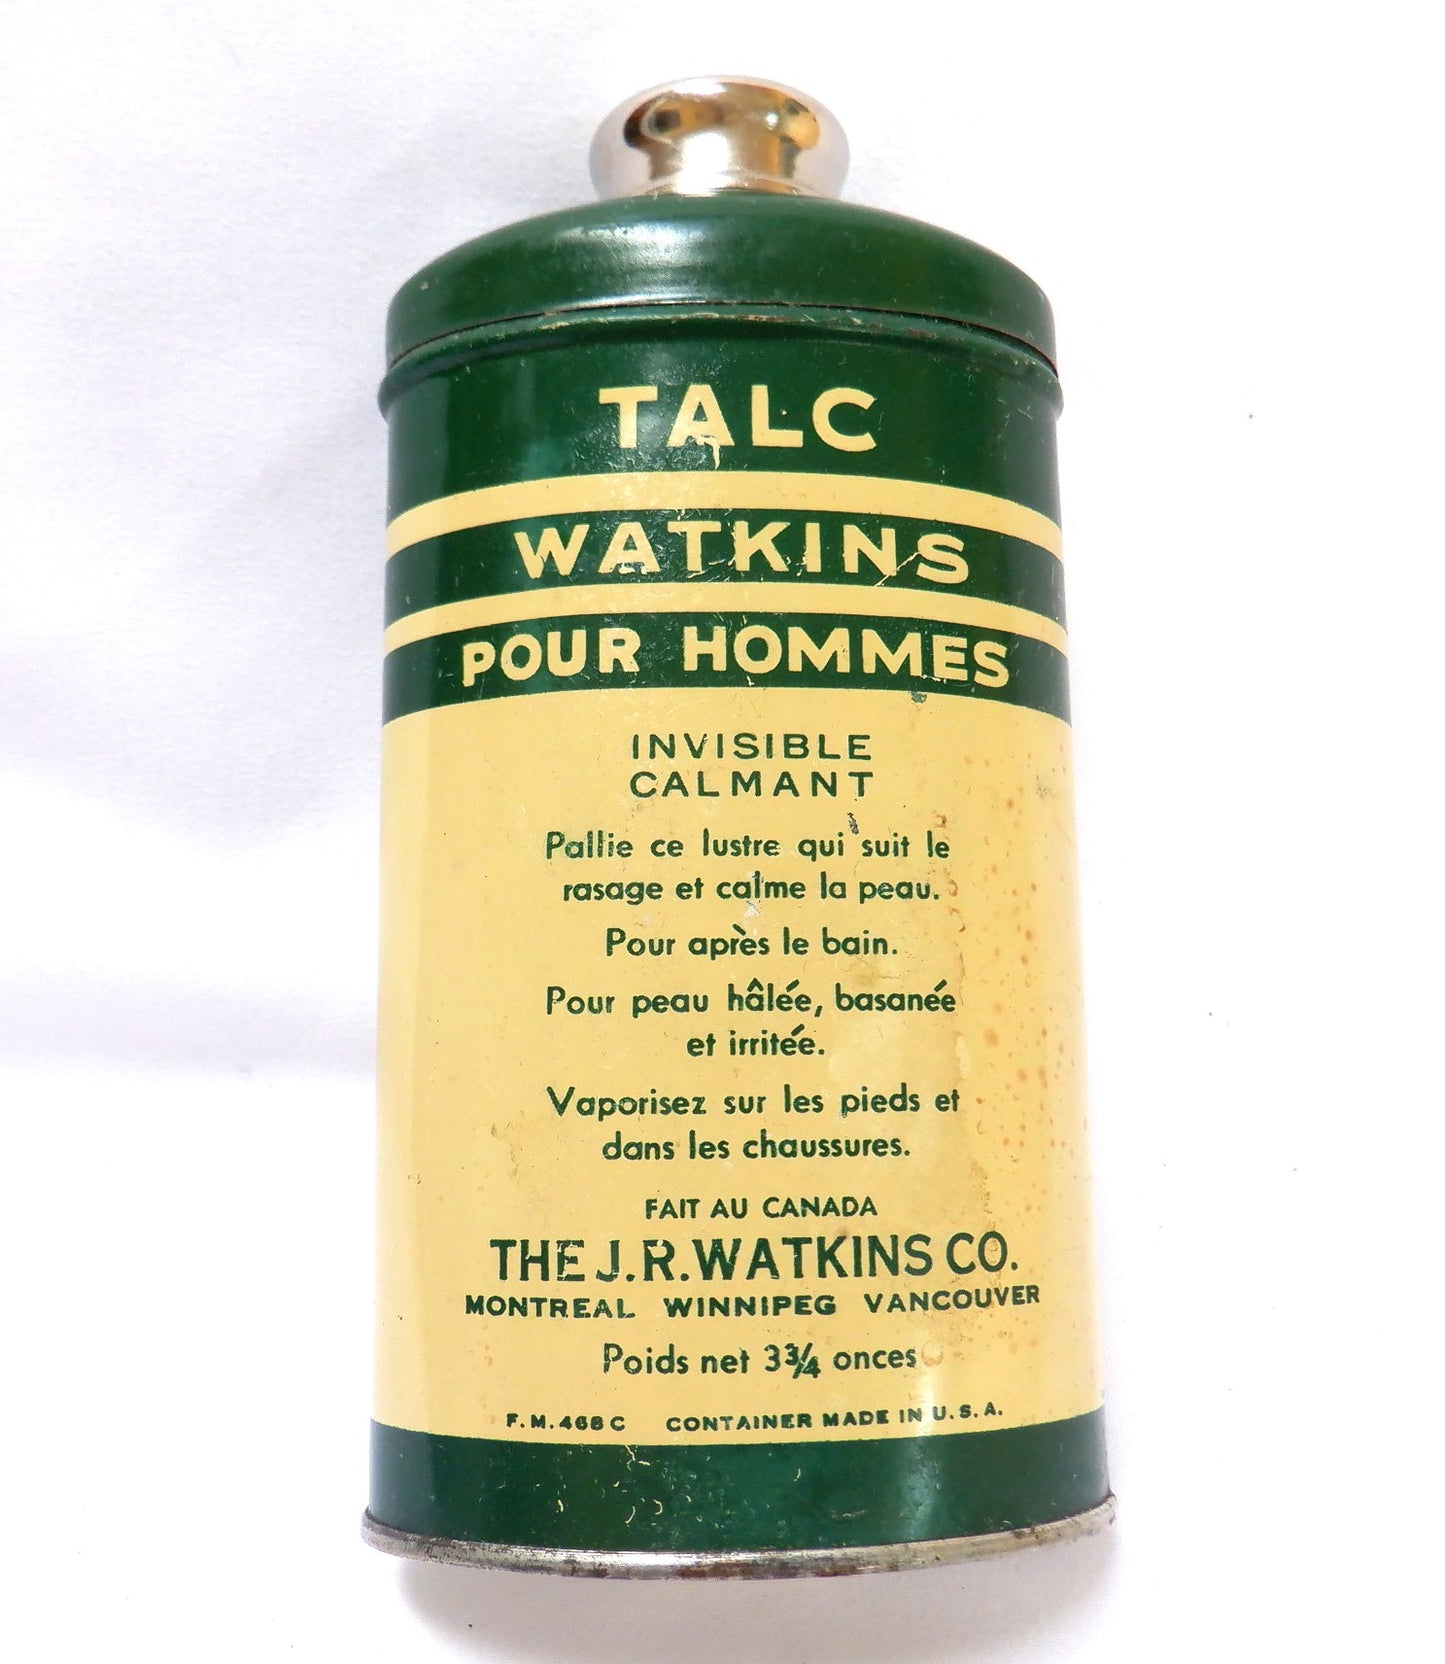 TALC
WATKINS
POUR HOMMES
INVISIBLE
CALMANT
Pallie ce lustre qui suit le
rasage et calme la peau.
Pour après le bain.
Pour peau hâlée, basanée
et irritée.
Vaporisez sur les pieds et
dans les chaussures.
FAIT AU CANADA
THE J.R. WATKINS CO.
MONTREAL WINNIPEG VANCOUVER
Poids net 3¾ onces
F.M.468C CONTAINER MADE IN U.S.A.